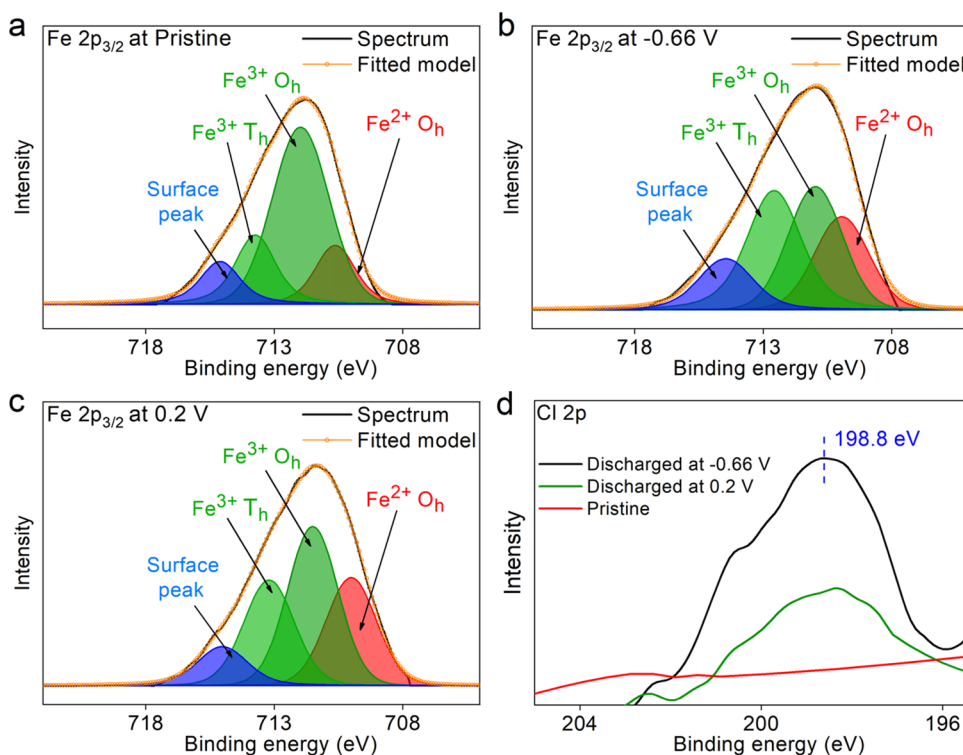 a
Fe 2p3/2 at Pristine
Spectrum
Fitted model
Fe3+ Oh
Fe3+ Th
Fe2+ Oh
Surface
peak
Intensity
718
713
708
Binding energy (eV)
b
Fe 2p3/2 at -0.66 V
Spectrum
Fitted model
Fe3+ Oh
Fe3+ Th
Fe2+ Oh
Surface
peak
Intensity
718
713
708
Binding energy (eV)
c
Fe 2p3/2 at 0.2 V
Spectrum
Fitted model
Fe3+ Oh
Fe3+ Th
Fe2+ Oh
Surface
peak
Intensity
718
713
708
Binding energy (eV)
d
Cl 2p
198.8 eV
Discharged at -0.66 V
Discharged at 0.2 V
Pristine
Intensity
204
200
196
Binding energy (eV)